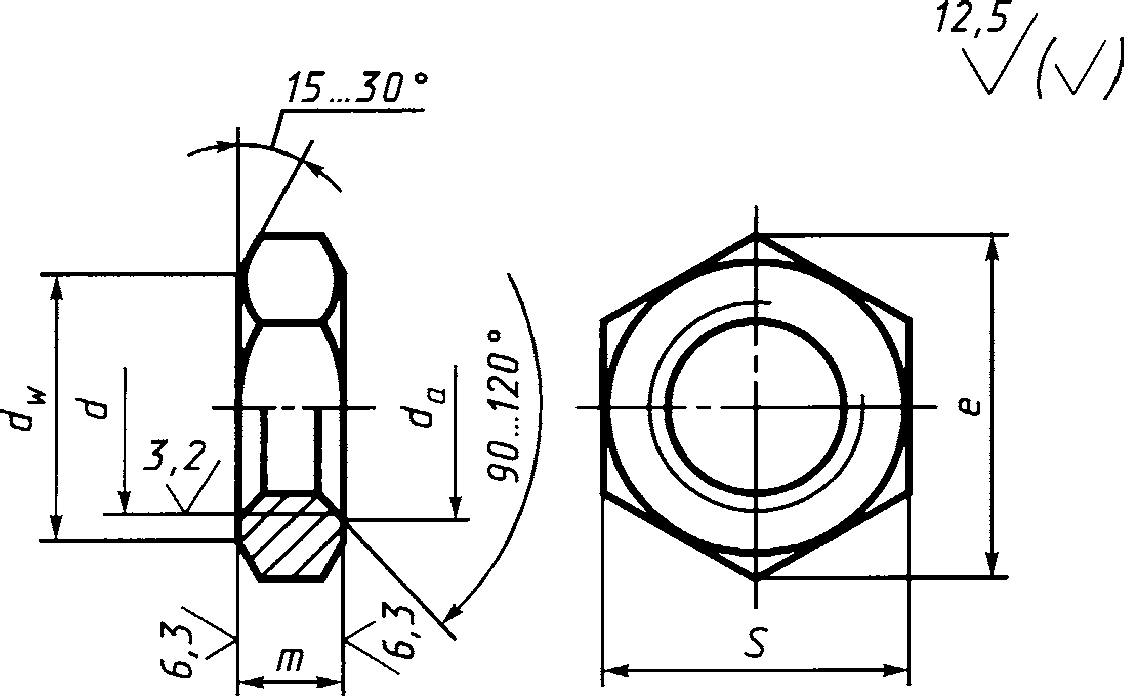 12,5 (  )
15...30°
d_w
d
3,2
d_a
90...120°
e
6,3
m
6,3
S